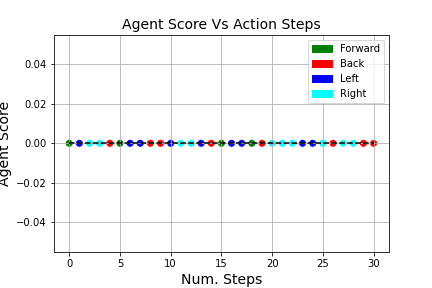 Agent Score Vs Action Steps
Forward
Back
Left
Right
0.04
0.02
0.00
−0.02
−0.04
Agent Score
0 5 10 15 20 25 30
Num. Steps